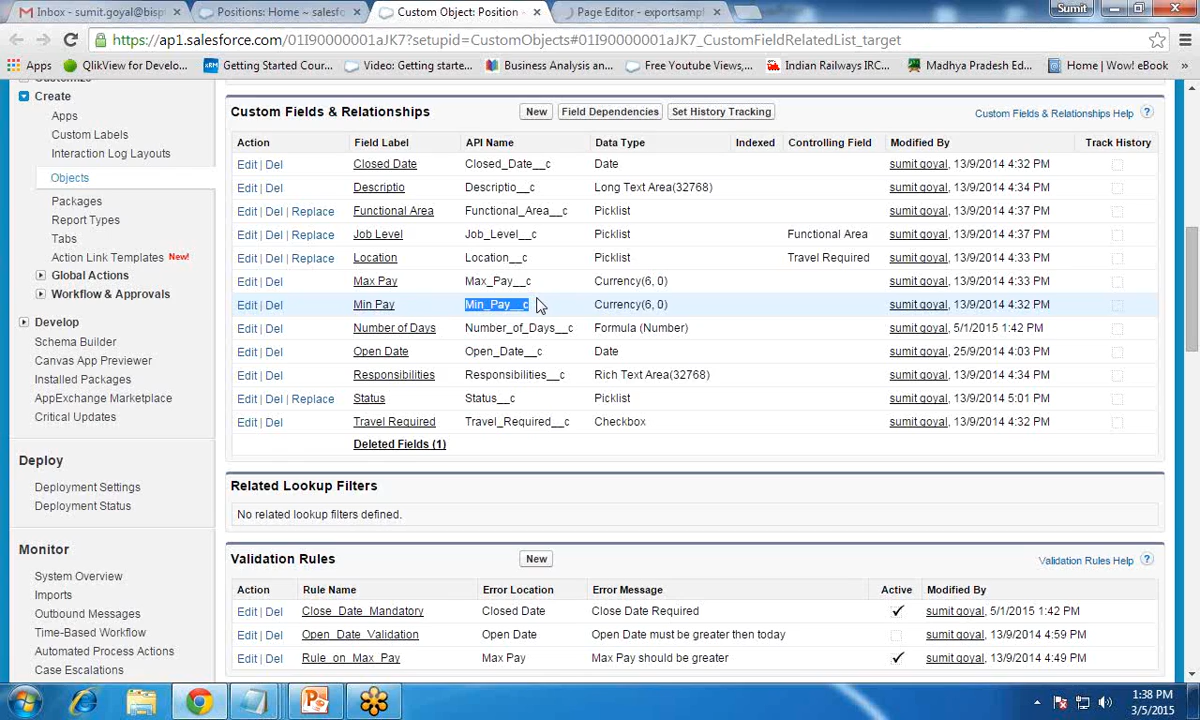 Inbox - sumit.goyal@bisp
Positions: Home ~ salesfo
Custom Object: Position -
Page Editor - exportsampl
Sumit
https://ap1.salesforce.com/01I90000001aJK7?setupid=CustomObjects#01I90000001aJK7_CustomFieldRelatedList_target
Apps
QlikView for Develo...
Getting Started Cour...
Video: Getting starte...
Business Analysis an...
Free Youtube Views,...
Indian Railways IRC...
Madhya Pradesh Ed...
Home | Wow! eBook
»
Customize
Create
Apps
Custom Labels
Interaction Log Layouts
Objects
Packages
Report Types
Tabs
Action Link Templates New!
Global Actions
Workflow & Approvals
Develop
Schema Builder
Canvas App Previewer
Installed Packages
AppExchange Marketplace
Critical Updates
Deploy
Deployment Settings
Deployment Status
Monitor
System Overview
Imports
Outbound Messages
Time-Based Workflow
Automated Process Actions
Case Escalations
Custom Fields & Relationships New Field Dependencies Set History Tracking Custom Fields & Relationships Help ?
Action Field Label API Name Data Type Indexed Controlling Field Modified By Track History
Edit | Del Closed Date Closed_Date__c Date sumit goyal, 13/9/2014 4:32 PM
Edit | Del Descriptio Descriptio__c Long Text Area(32768) sumit goyal, 13/9/2014 4:34 PM
Edit | Del | Replace Functional Area Functional_Area__c Picklist sumit goyal, 13/9/2014 4:37 PM
Edit | Del | Replace Job Level Job_Level__c Picklist Functional Area sumit goyal, 13/9/2014 4:37 PM
Edit | Del | Replace Location Location__c Picklist Travel Required sumit goyal, 13/9/2014 4:33 PM
Edit | Del Max Pay Max_Pay__c Currency(6, 0) sumit goyal, 13/9/2014 4:33 PM
Edit | Del Min Pay Min_Pay__c Currency(6, 0) sumit goyal, 13/9/2014 4:32 PM
Edit | Del Number of Days Number_of_Days__c Formula (Number) sumit goyal, 5/1/2015 1:42 PM
Edit | Del Open Date Open_Date__c Date sumit goyal, 25/9/2014 4:03 PM
Edit | Del Responsibilities Responsibilities__c Rich Text Area(32768) sumit goyal, 13/9/2014 4:34 PM
Edit | Del | Replace Status Status__c Picklist sumit goyal, 13/9/2014 5:01 PM
Edit | Del Travel Required Travel_Required__c Checkbox sumit goyal, 13/9/2014 4:32 PM
Deleted Fields (1)
Related Lookup Filters
No related lookup filters defined.
Validation Rules New Validation Rules Help ?
Action Rule Name Error Location Error Message Active Modified By
Edit | Del Close_Date_Mandatory Closed Date Close Date Required sumit goyal, 5/1/2015 1:42 PM
Edit | Del Open_Date_Validation Open Date Open Date must be greater then today sumit goyal, 13/9/2014 4:59 PM
Edit | Del Rule_on_Max_Pay Max Pay Max Pay should be greater sumit goyal, 13/9/2014 4:49 PM
1:38 PM
3/5/2015